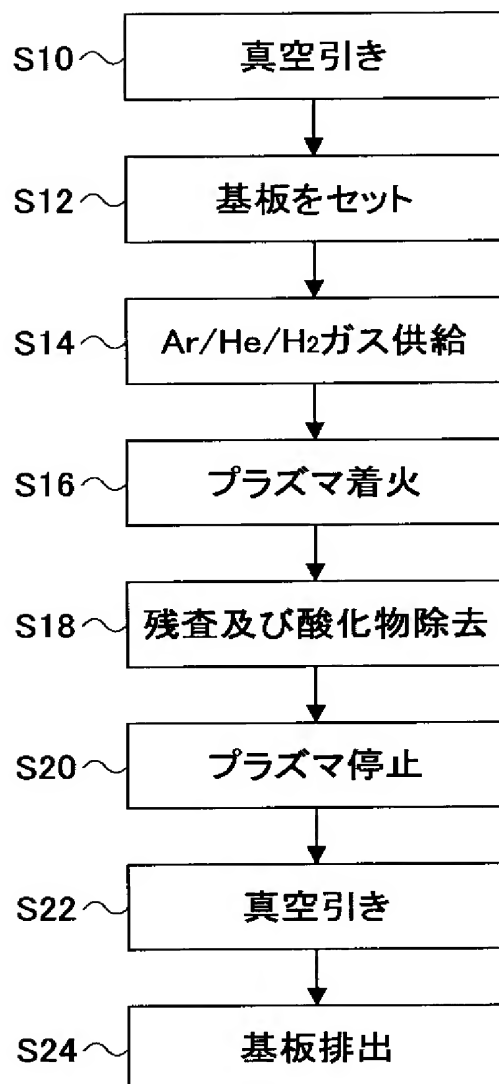 S10 真空引き
S12 基板をセット
S14 Ar/He/H2ガス供給
S16 プラズマ着火
S18 残査及び酸化物除去
S20 プラズマ停止
S22 真空引き
S24 基板排出